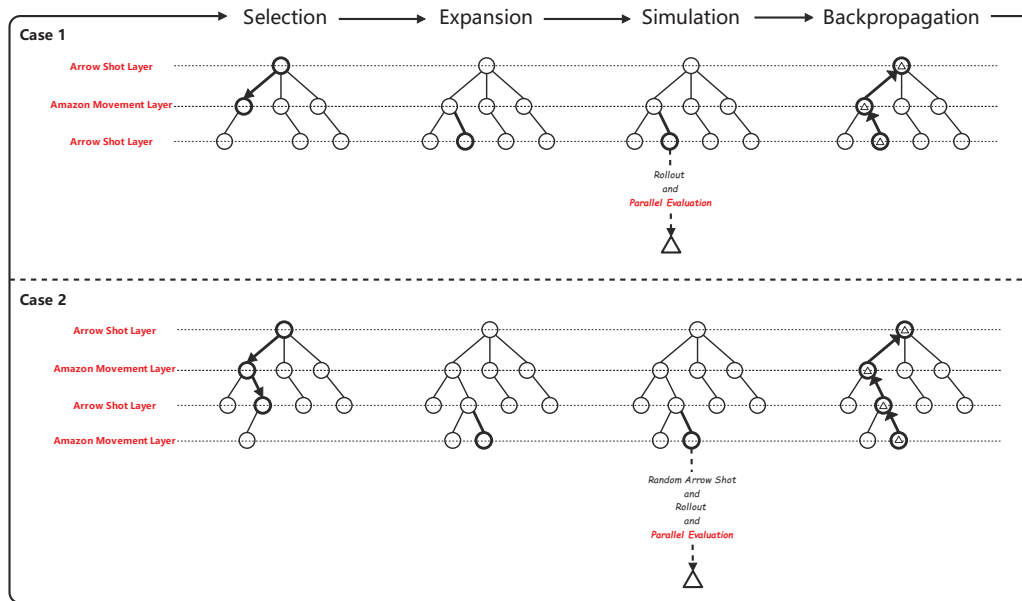 Selection
Expansion
Simulation
Backpropagation
Case 1
Arrow Shot Layer
Amazon Movement Layer
Arrow Shot Layer
Rollout
and
Parallel Evaluation
Case 2
Arrow Shot Layer
Amazon Movement Layer
Arrow Shot Layer
Amazon Movement Layer
Random Arrow Shot
and
Rollout
and
Parallel Evaluation